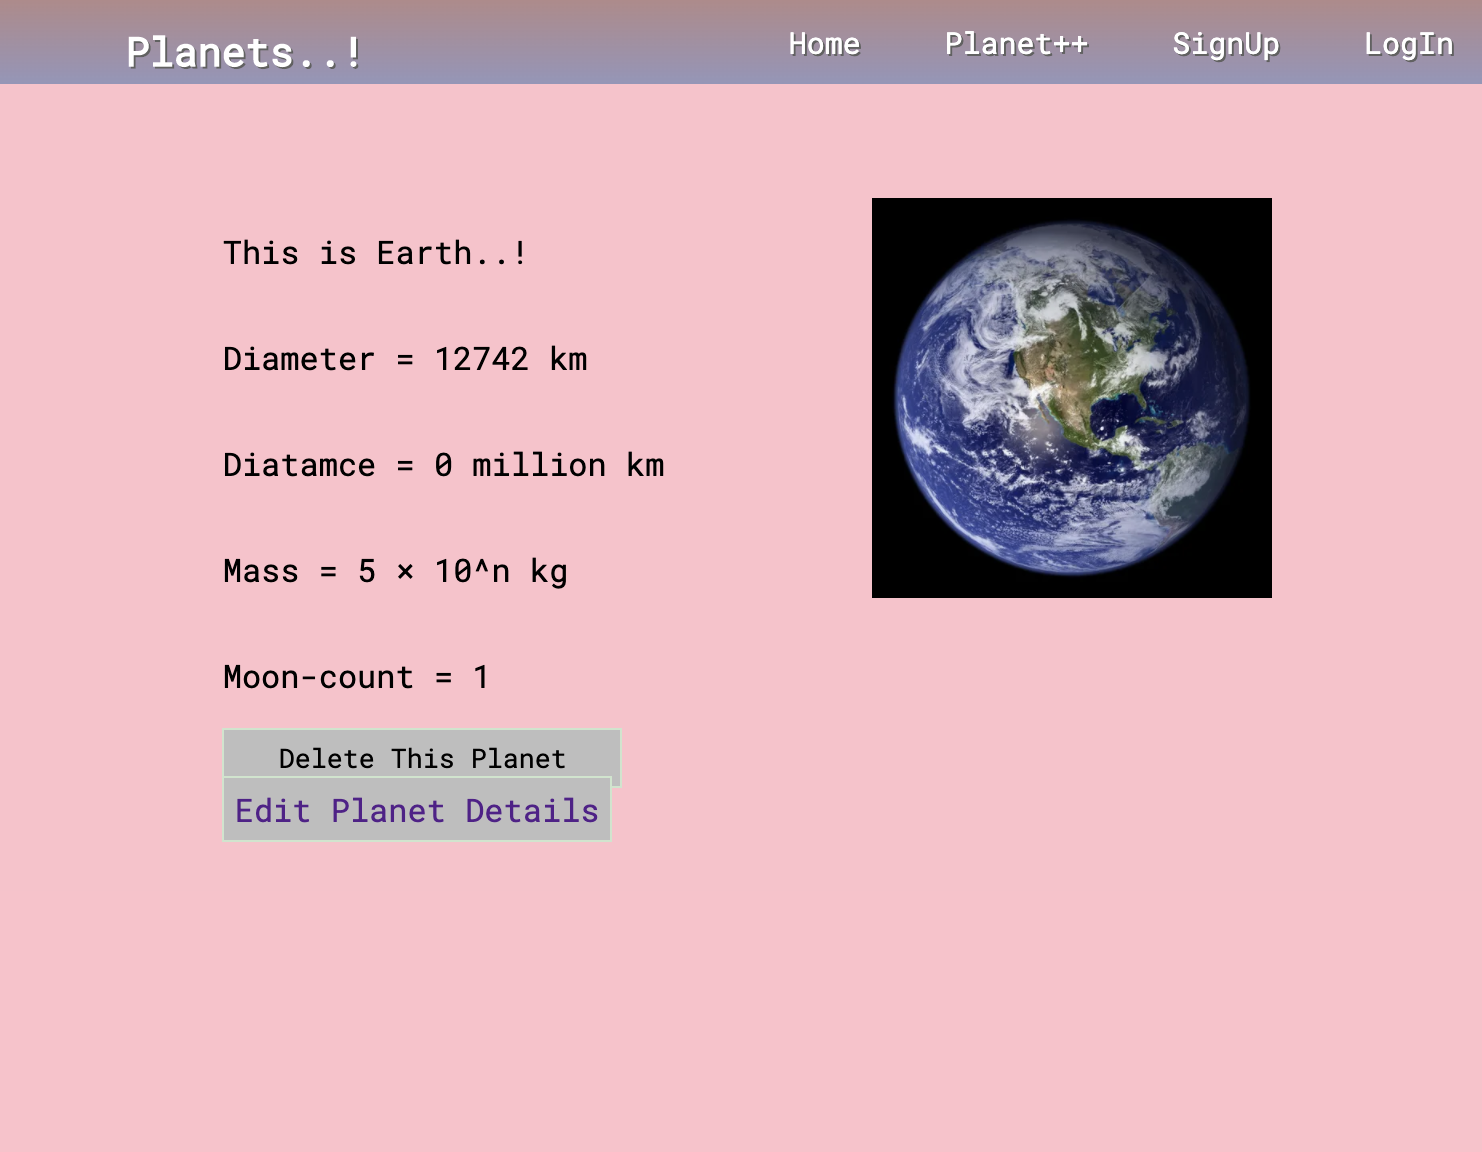 Planets..!
Home Planet++ SignUp LogIn
This is Earth..!
Diameter = 12742 km
Diatamce = 0 million km
Mass = 5 × 10^n kg
Moon-count = 1
Delete This Planet
Edit Planet Details